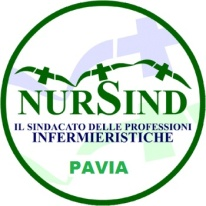 NURSIND
IL SINDACATO DELLE PROFESSIONI
INFERMIERISTICHE
PAVIA